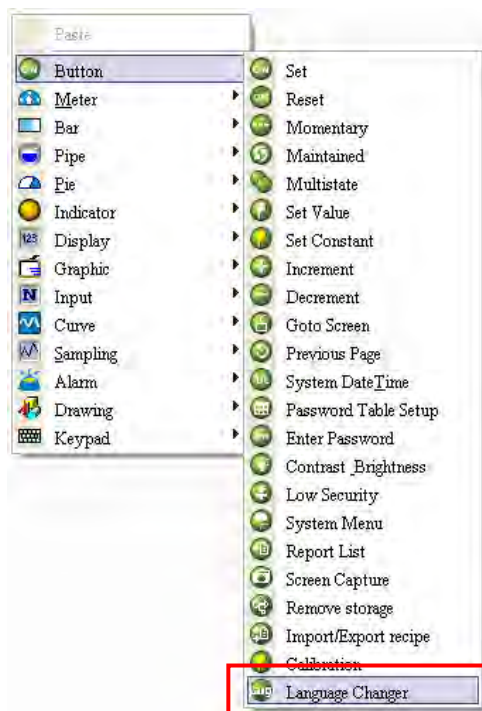 Paste
Button
Meter
Bar
Pipe
Pie
Indicator
Display
Graphic
Input
Curve
Sampling
Alarm
Drawing
Keypad
Set
Reset
Momentary
Maintained
Multistate
Set Value
Set Constant
Increment
Decrement
Goto Screen
Previous Page
System DateTime
Password Table Setup
Enter Password
Contrast_Brightness
Low Security
System Menu
Report List
Screen Capture
Remove storage
Import/Export recipe
Calibration
Language Changer